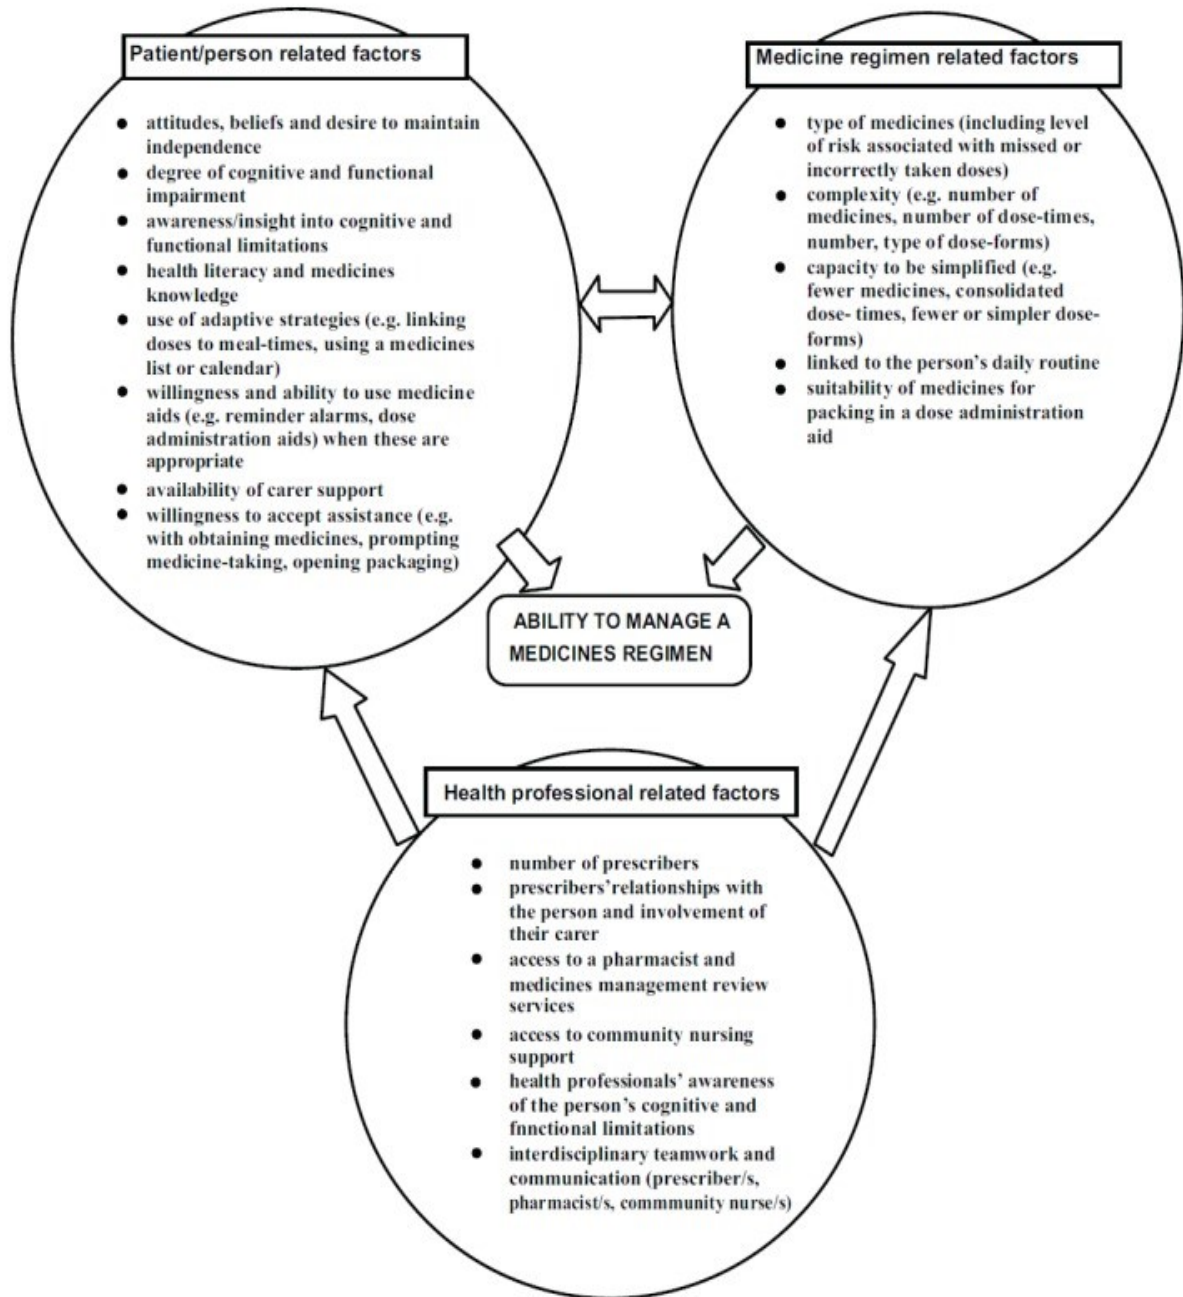 Patient/person related factors
● attitudes, beliefs and desire to maintain
independence
● degree of cognitive and functional
impairment
● awareness/insight into cognitive and
functional limitations
● health literacy and medicines
knowledge
● use of adaptive strategies (e.g. linking
doses to meal-times, using a medicines
list or calendar)
● willingness and ability to use medicine
aids (e.g. reminder alarms, dose
administration aids) when these are
appropriate
● availability of carer support
● willingness to accept assistance (e.g.
with obtaining medicines, prompting
medicine-taking, opening packaging)
Medicine regimen related factors
● type of medicines (including level
of risk associated with missed or
incorrectly taken doses)
● complexity (e.g. number of
medicines, number of dose-times,
number, type of dose-forms)
● capacity to be simplified (e.g.
fewer medicines, consolidated
dose- times, fewer or simpler dose-
forms)
● linked to the person's daily routine
● suitability of medicines for
packing in a dose administration
aid
ABILITY TO MANAGE A
MEDICINES REGIMEN
Health professional related factors
● number of prescribers
● prescribers'relationships with
the person and involvement of
their carer
● access to a pharmacist and
medicines management review
services
● access to community nursing
support
● health professionals' awareness
of the person's cognitive and
fnnctional limitations
● interdisciplinary teamwork and
communication (prescriber/s,
pharmacist/s, commmunity nurse/s)